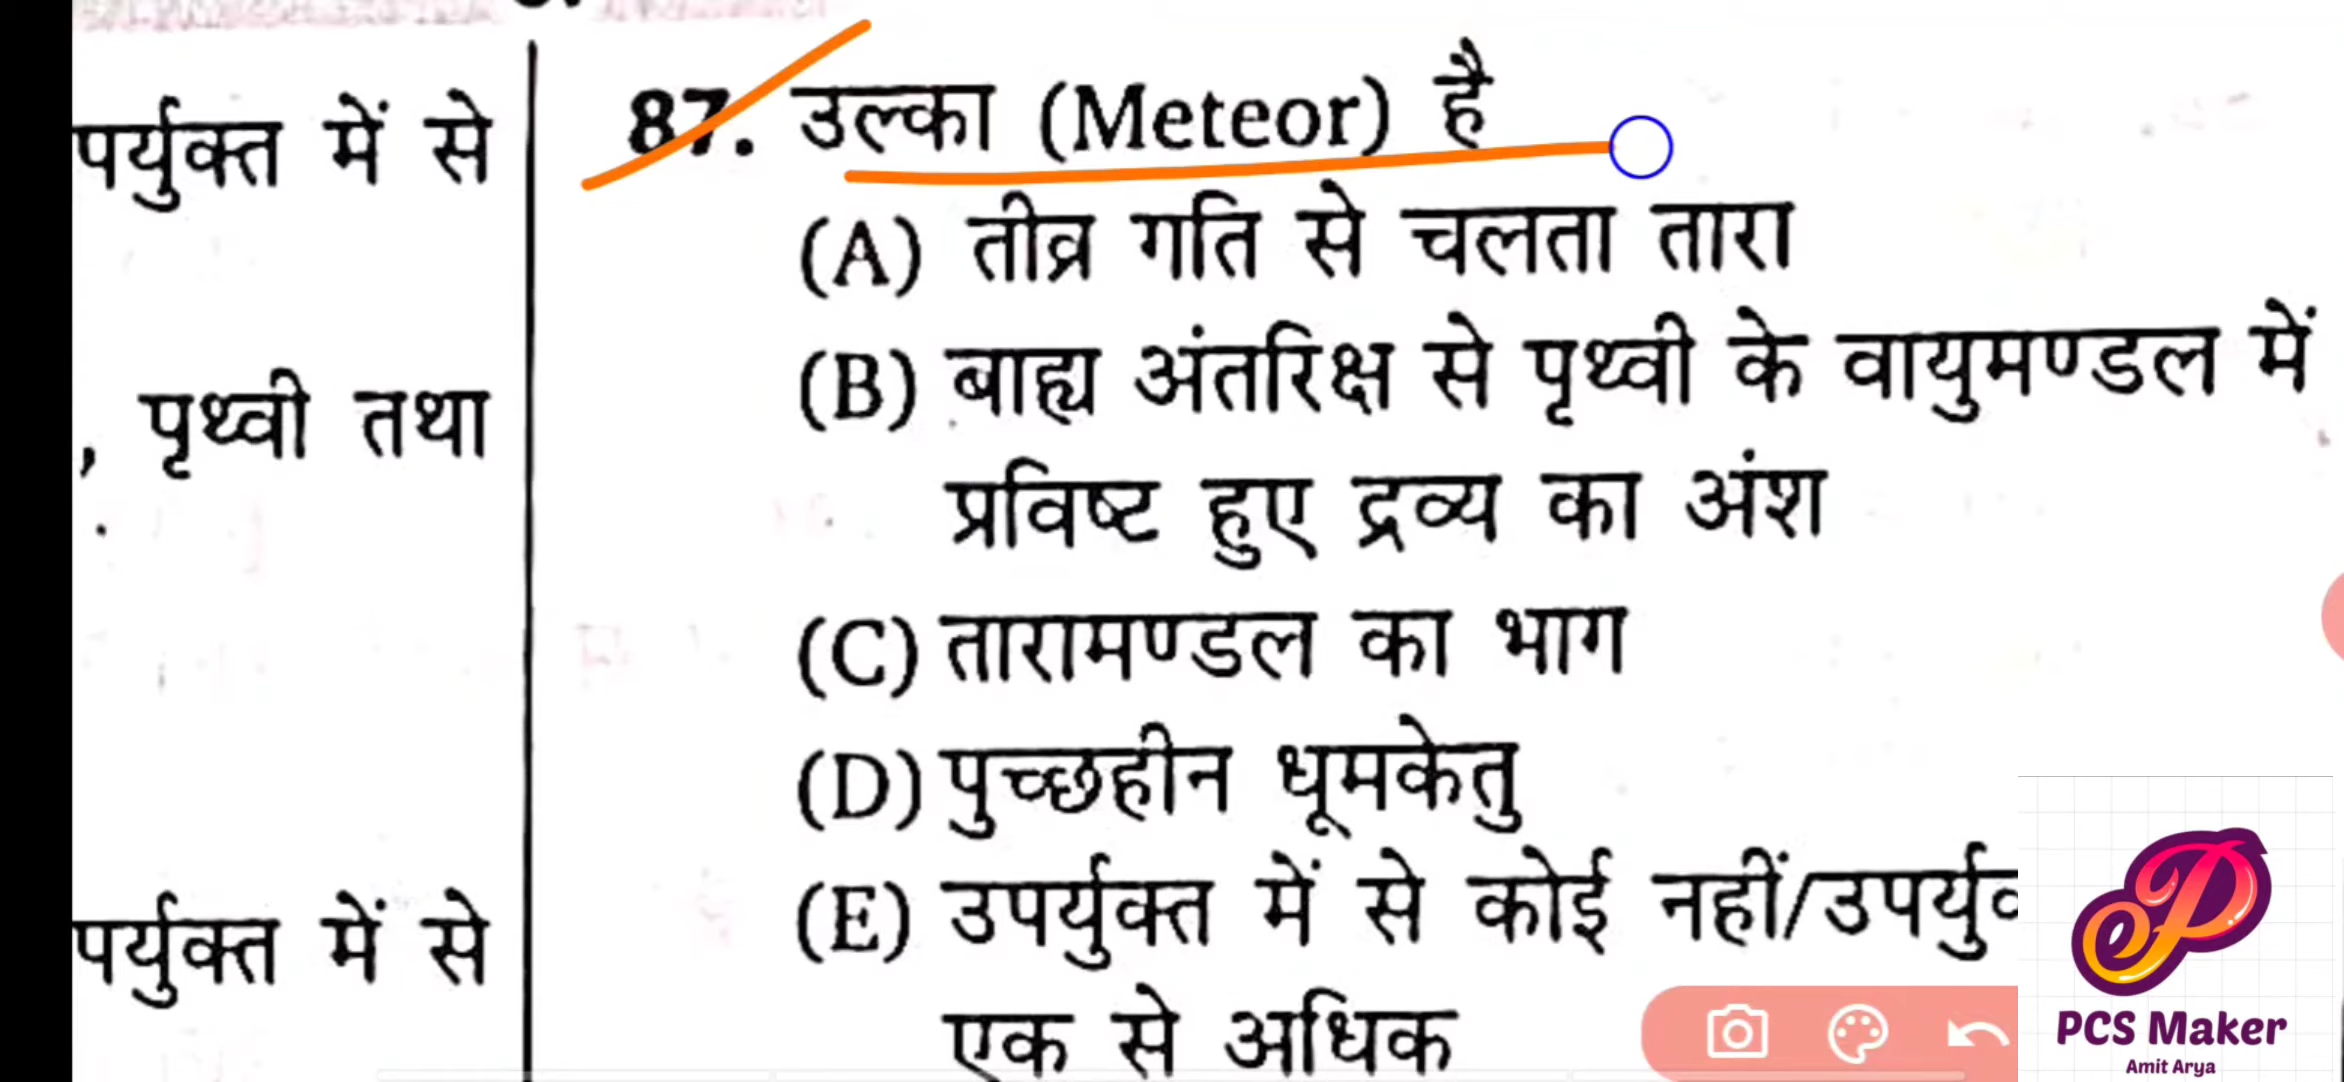 पर्युक्त में से
, पृथ्वी तथा
पर्युक्त में से
87. उल्का (Meteor) है
(A) तीव्र गति से चलता तारा
(B) बाह्य अंतरिक्ष से पृथ्वी के वायुमण्डल में
प्रविष्ट हुए द्रव्य का अंश
(C) तारामण्डल का भाग
(D) पुच्छहीन धूमकेतु
(E) उपर्युक्त में से कोई नहीं/
एक से अधिक
PCS Maker
Amit Arya